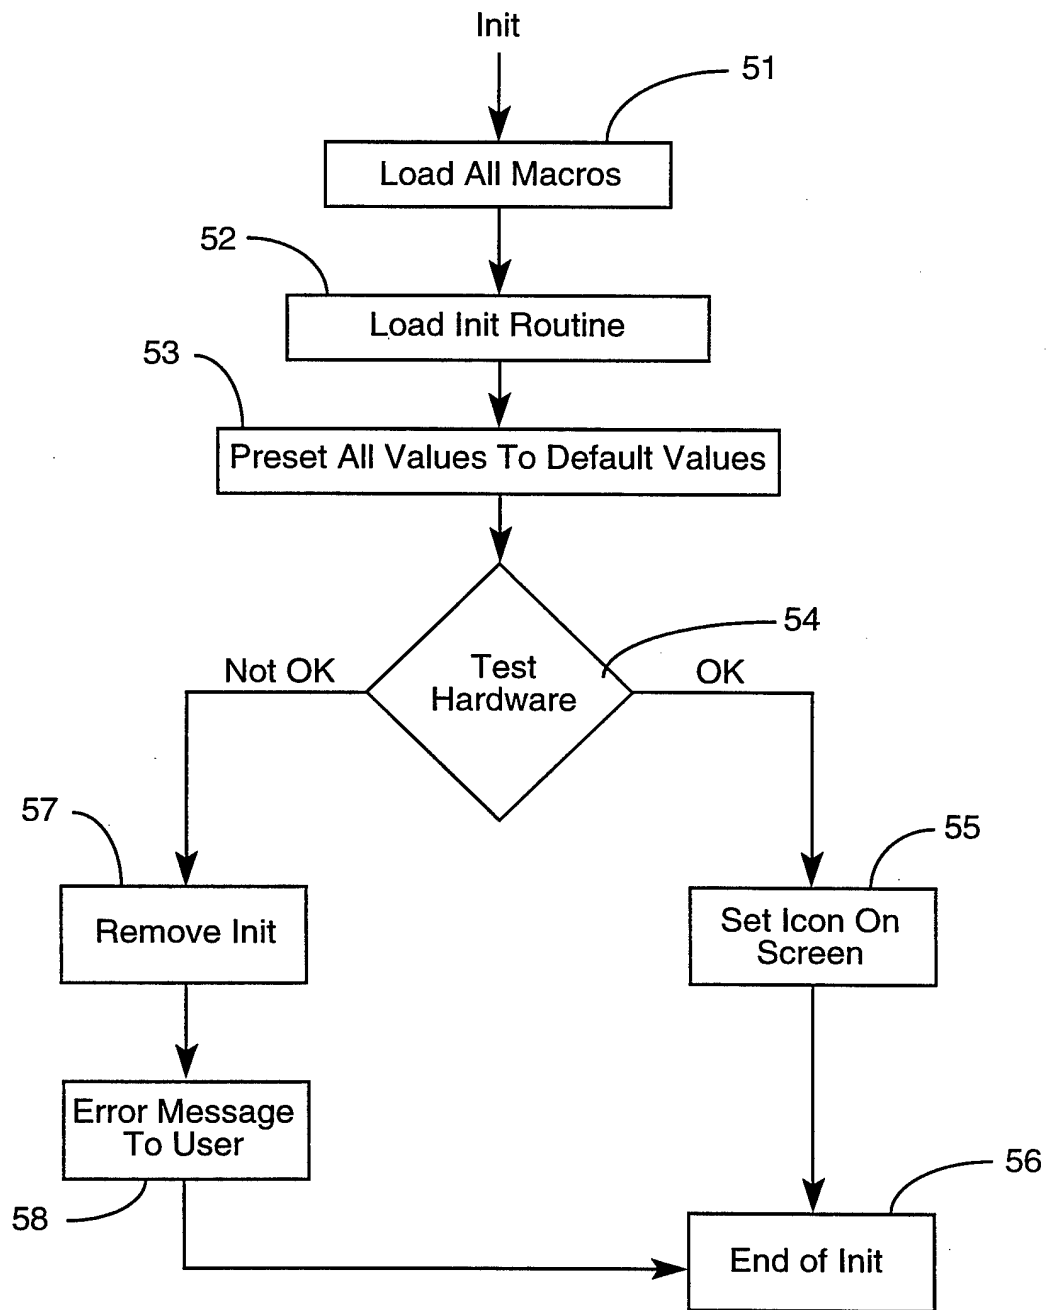 Init
51
Load All Macros
52
Load Init Routine
53
Preset All Values To Default Values
54
Test
Hardware
Not OK
OK
57
Remove Init
55
Set Icon On
Screen
Error Message
To User
58
56
End of Init